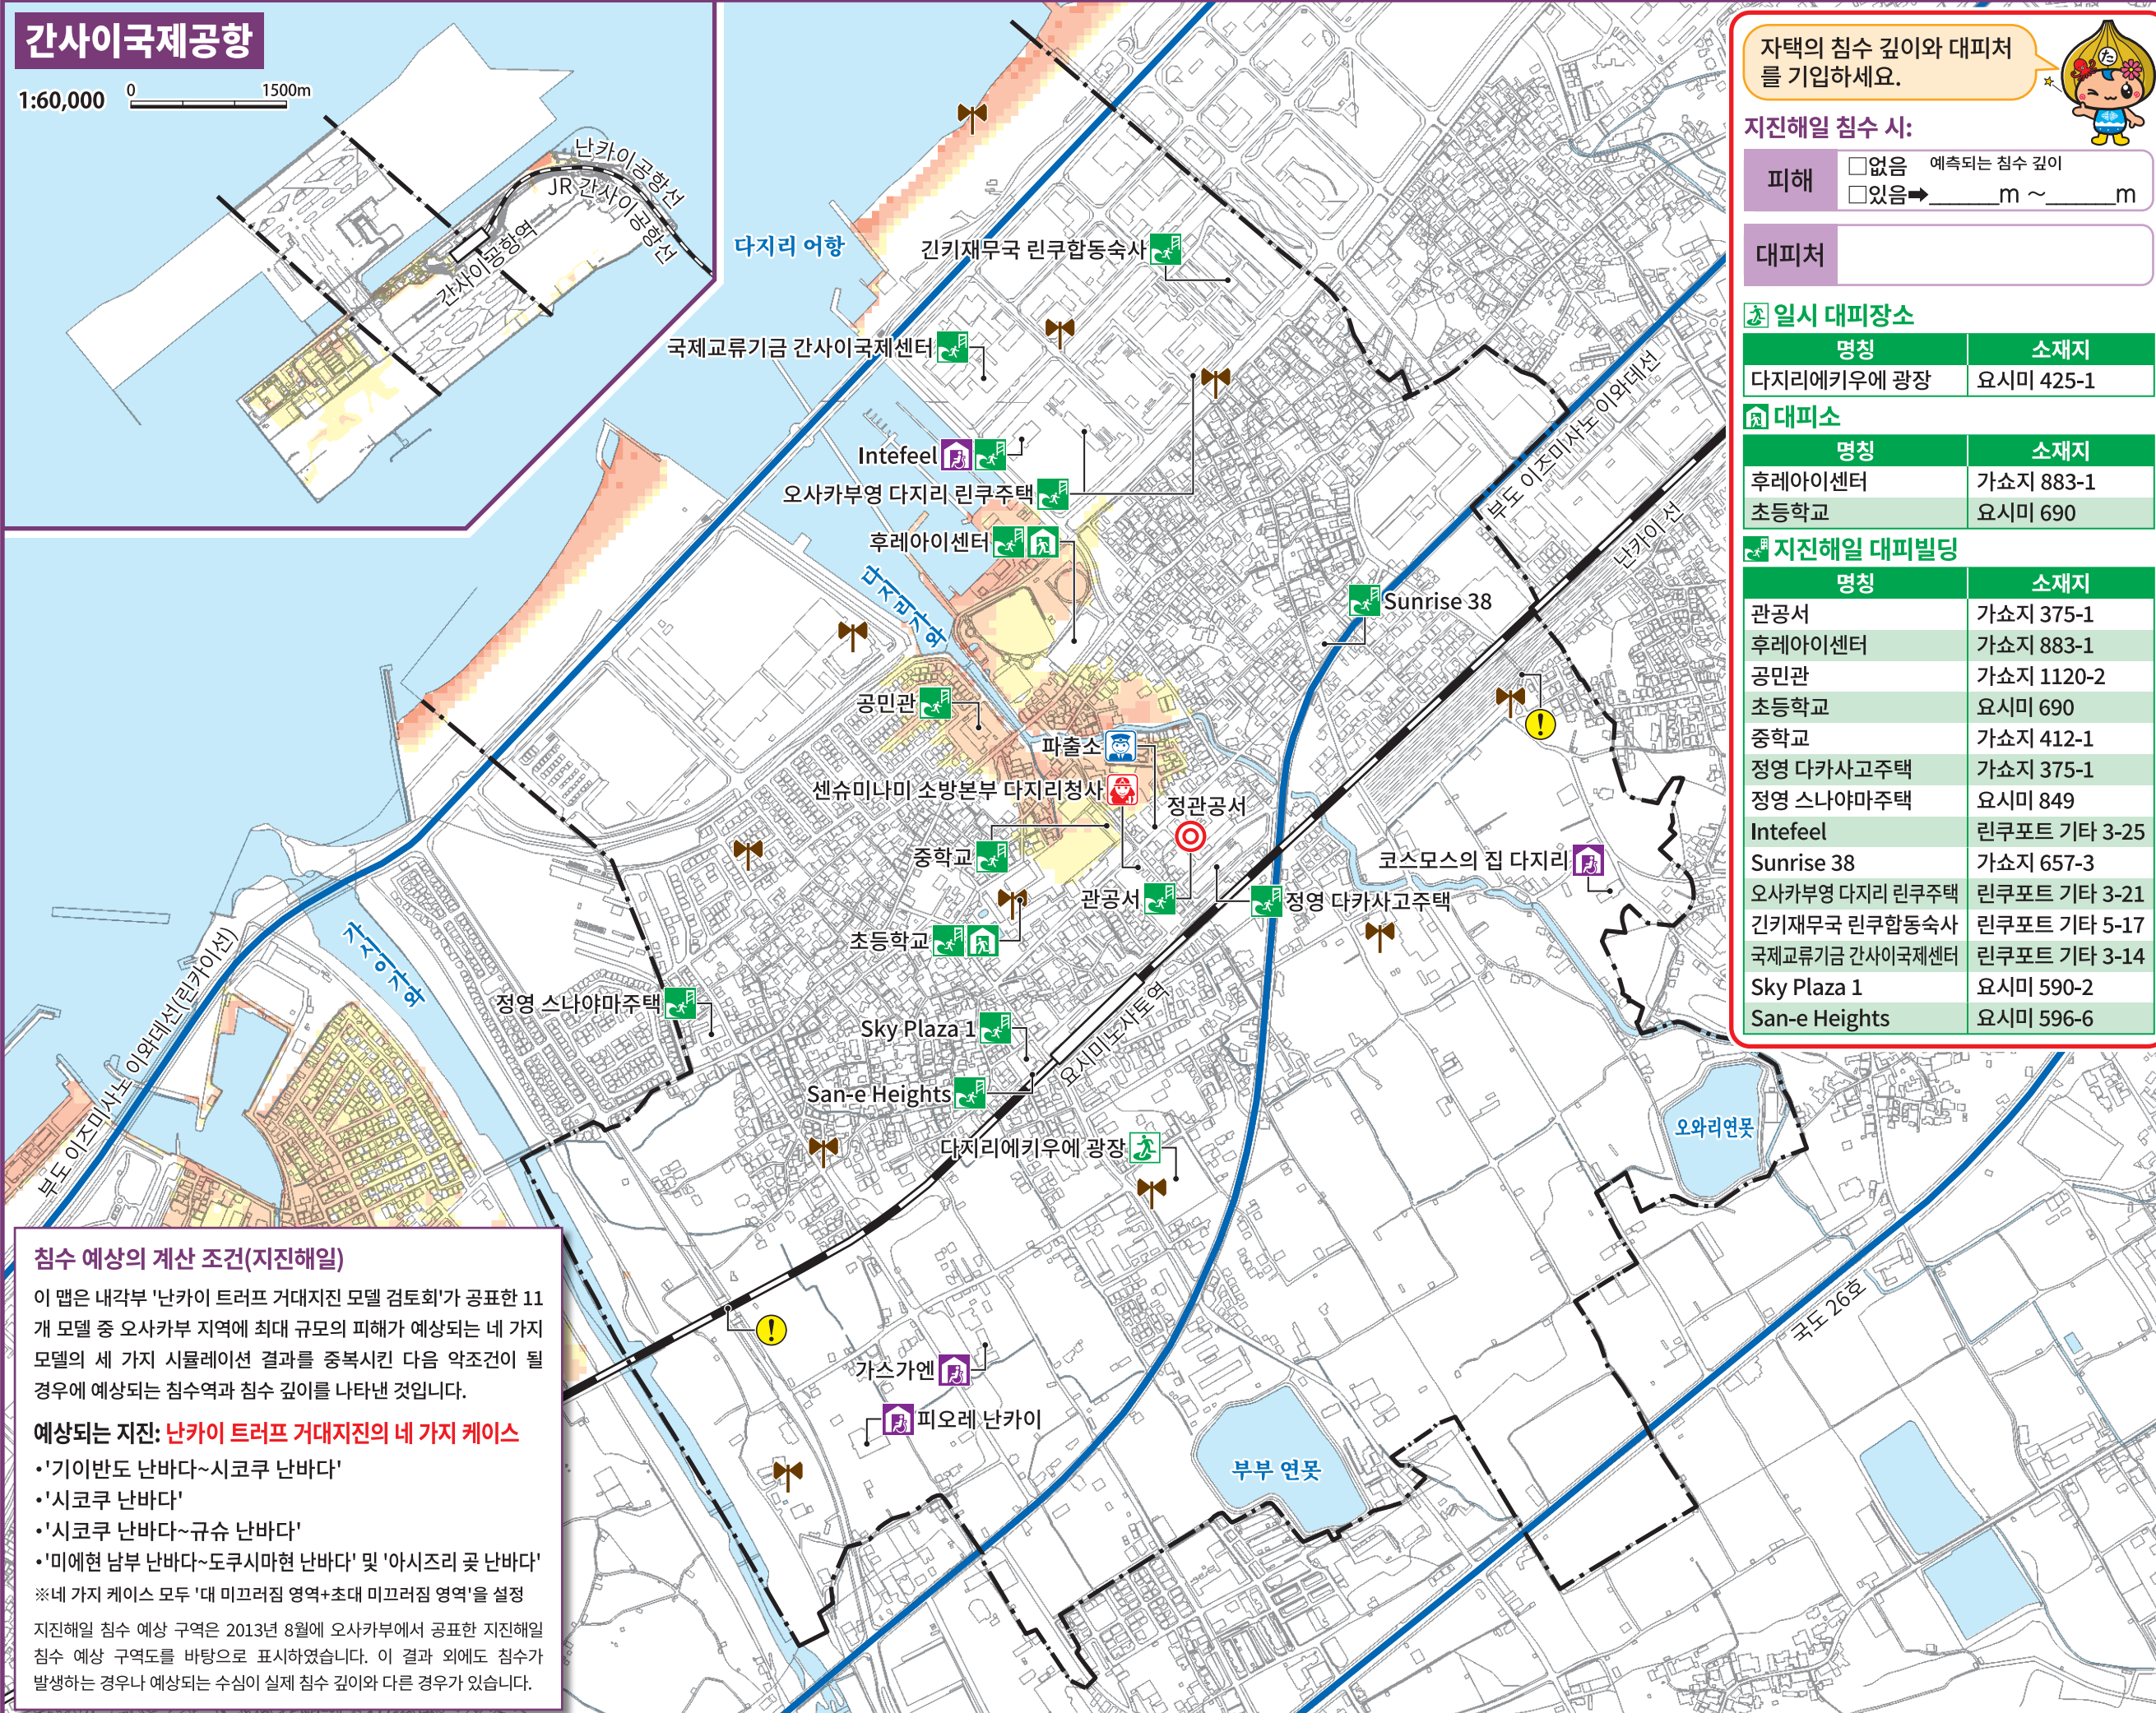 간사이국제공항
1:60,000
0 1500m
난카이공항선
JR 간사이공항선
간사이공항역
다지리 어항
긴키재무국 린쿠합동숙사
국제교류기금 간사이국제센터
Intefeel
오사카부영 다지리 린쿠주택
후레아이센터
다지리가와
부도 이즈미사노 이와데선
난카이 선
Sunrise 38
공민관
파출소
센슈미나미 소방본부 다지리청사
정관공서
중학교
관공서
정영 다카사고주택
코스모스의 집 다지리
초등학교
가시이가와
부도 이즈미사노 이와데선(린카이선)
정영 스나야마주택
Sky Plaza 1
요시미노사토역
San-e Heights
다지리에키우에 광장
오와리연못
국도 26호
가스가엔
피오레 난카이
부부 연못
자택의 침수 깊이와 대피처
를 기입하세요.
た
지진해일 침수 시:
피해
□없음 예측되는 침수 깊이
□있음➡______m ～______m
대피처
일시 대피장소
명칭 소재지
다지리에키우에 광장 요시미 425-1
대피소
명칭 소재지
후레아이센터 가쇼지 883-1
초등학교 요시미 690
지진해일 대피빌딩
명칭 소재지
관공서 가쇼지 375-1
후레아이센터 가쇼지 883-1
공민관 가쇼지 1120-2
초등학교 요시미 690
중학교 가쇼지 412-1
정영 다카사고주택 가쇼지 375-1
정영 스나야마주택 요시미 849
Intefeel 린쿠포트 기타 3-25
Sunrise 38 가쇼지 657-3
오사카부영 다지리 린쿠주택 린쿠포트 기타 3-21
긴키재무국 린쿠합동숙사 린쿠포트 기타 5-17
국제교류기금 간사이국제센터 린쿠포트 기타 3-14
Sky Plaza 1 요시미 590-2
San-e Heights 요시미 596-6
침수 예상의 계산 조건(지진해일)
이 맵은 내각부 '난카이 트러프 거대지진 모델 검토회'가 공표한 11
개 모델 중 오사카부 지역에 최대 규모의 피해가 예상되는 네 가지
모델의 세 가지 시뮬레이션 결과를 중복시킨 다음 악조건이 될
경우에 예상되는 침수역과 침수 깊이를 나타낸 것입니다.
예상되는 지진: 난카이 트러프 거대지진의 네 가지 케이스
•'기이반도 난바다~시코쿠 난바다'
•'시코쿠 난바다'
•'시코쿠 난바다~규슈 난바다'
•'미에현 남부 난바다~도쿠시마현 난바다' 및 '아시즈리 곶 난바다'
※네 가지 케이스 모두 '대 미끄러짐 영역+초대 미끄러짐 영역'을 설정
지진해일 침수 예상 구역은 2013년 8월에 오사카부에서 공표한 지진해일
침수 예상 구역도를 바탕으로 표시하였습니다. 이 결과 외에도 침수가
발생하는 경우나 예상되는 수심이 실제 침수 깊이와 다른 경우가 있습니다.